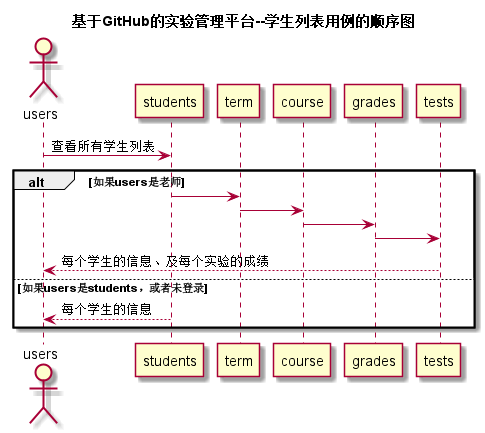 基于GitHub的实验管理平台--学生列表用例的顺序图
users
students
term
course
grades
tests
查看所有学生列表
alt
[如果users是老师]
每个学生的信息、及每个实验的成绩
[如果users是students，或者未登录]
每个学生的信息
users
students
term
course
grades
tests